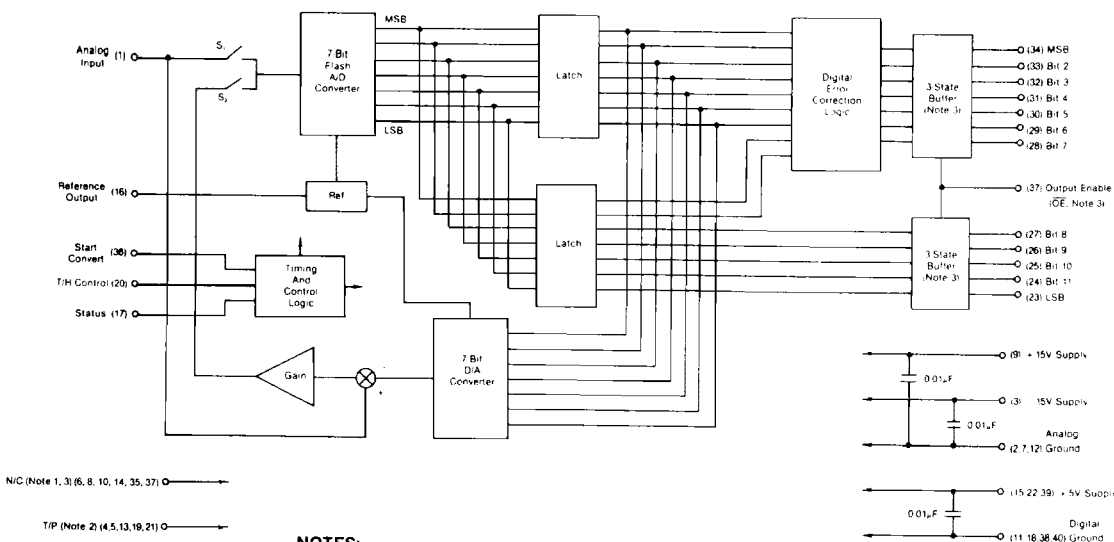 Analog
Input (1)
S₁
S₂
7-Bit
Flash
A/D
Converter
MSB
LSB
Latch
Digital
Error
Correction
Logic
3-State
Buffer
(Note 3)
(34) MSB
(33) Bit 2
(32) Bit 3
(31) Bit 4
(30) Bit 5
(29) Bit 6
(28) Bit 7
Reference
Output (16)
Ref
(37) Output Enable
(OE, Note 3)
Latch
3-State
Buffer
(Note 3)
(27) Bit 8
(26) Bit 9
(25) Bit 10
(24) Bit 11
(23) LSB
Start
Convert (36)
T/H Control (20)
Status (17)
Timing
And
Control
Logic
Gain
+
7 Bit
D/A
Converter
(9) + 15V Supply
0.01µF
(3) 15V Supply
0.01µF
Analog
(2,7,12) Ground
N/C (Note 1, 3) (6, 8, 10, 14, 35, 37)
T/P (Note 2) (4,5,13,19,21)
(15 22 39) + 5V Suppl
0.01µF
Digital
(11 18,38,40) Ground
NOTES: